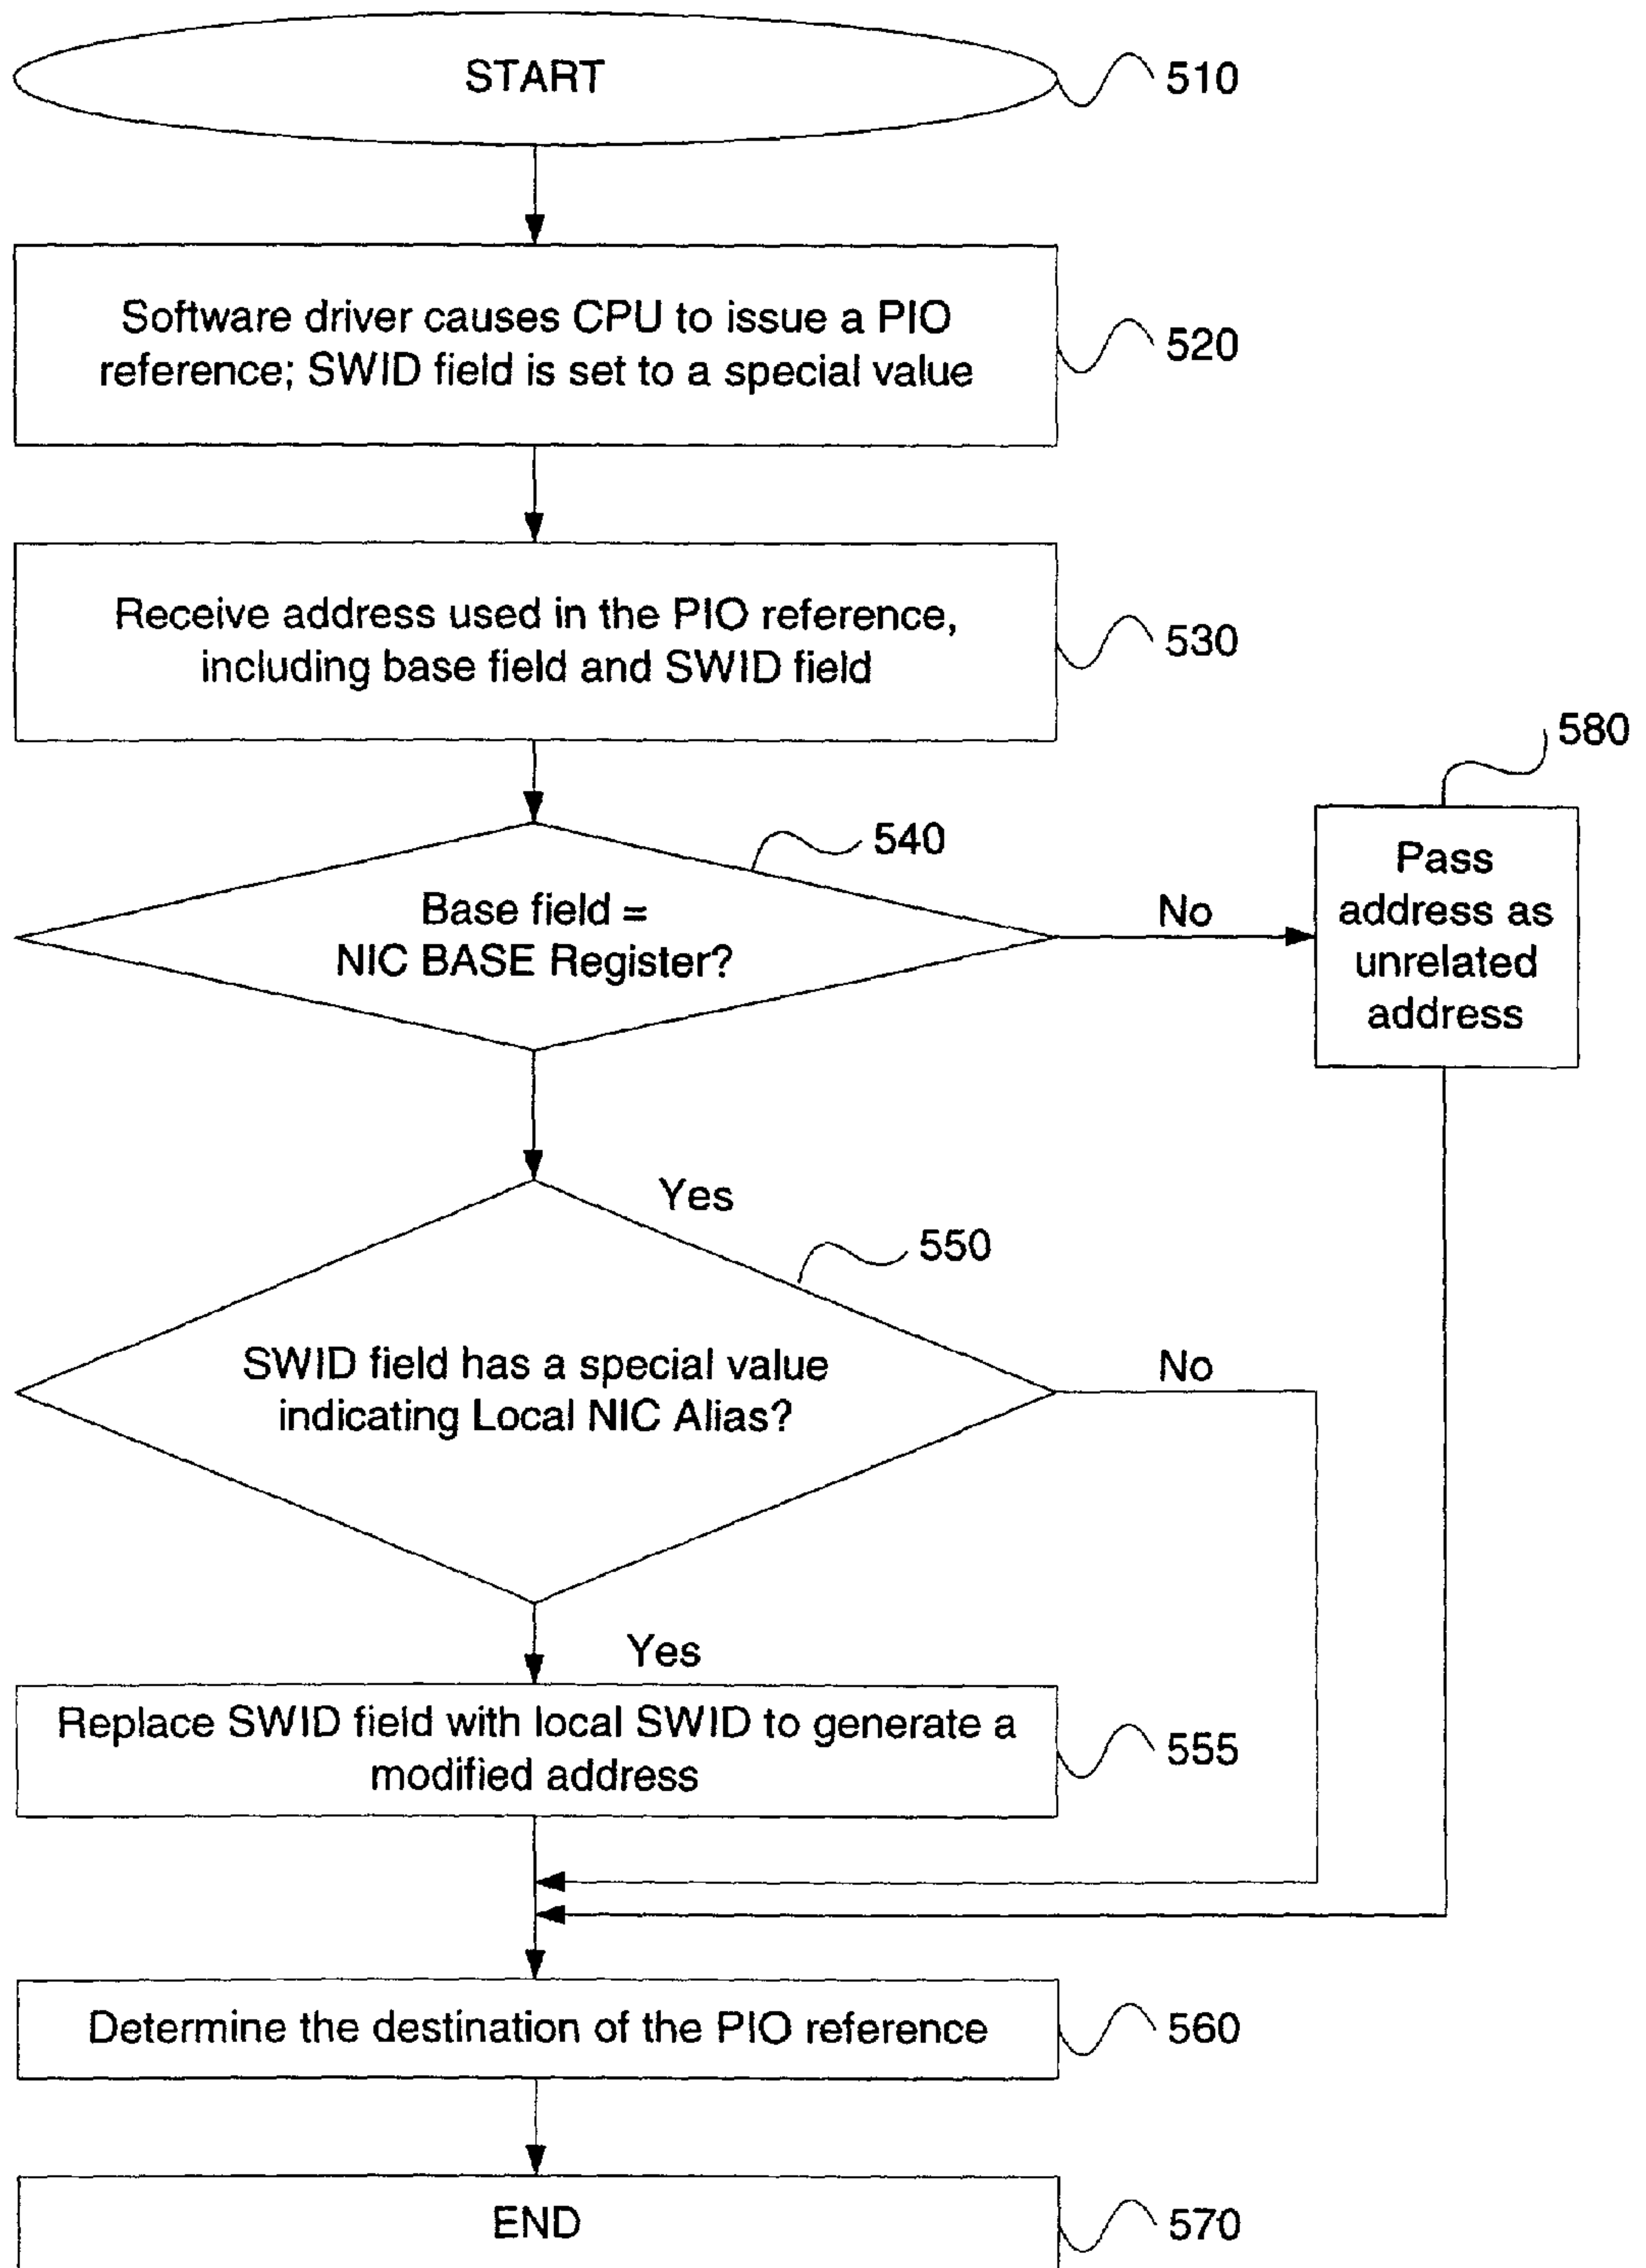 START
510
Software driver causes CPU to issue a PIO
reference; SWID field is set to a special value
520
Receive address used in the PIO reference,
including base field and SWID field
530
580
540
Base field =
NIC BASE Register?
No
Pass
address as
unrelated
address
Yes
550
SWID field has a special value
indicating Local NIC Alias?
No
Yes
Replace SWID field with local SWID to generate a
modified address
555
Determine the destination of the PIO reference
560
END
570